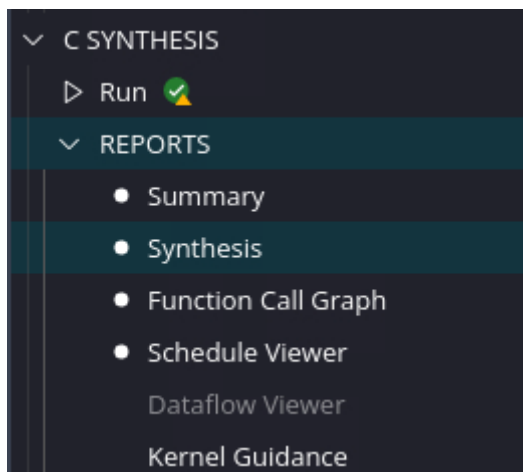 C SYNTHESIS
Run
REPORTS
Summary
Synthesis
Function Call Graph
Schedule Viewer
Dataflow Viewer
Kernel Guidance